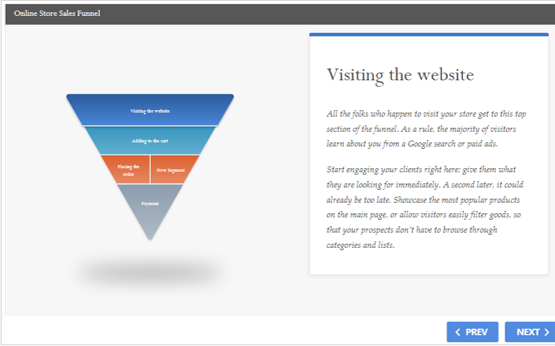 Online Store Sales Funnel
Visiting the website
Adding to the cart
Placing the
order
New Segment
Payment
Visiting the website
All the folks who happen to visit your store get to this top
section of the funnel. As a rule, the majority of visitors
learn about you from a Google search or paid ads.
Start engaging your clients right here: give them what
they are looking for immediately. A second later, it could
already be too late. Showcase the most popular products
on the main page, or allow visitors easily filter goods, so
that your prospects don't have to browse through
categories and lists.
PREV
NEXT